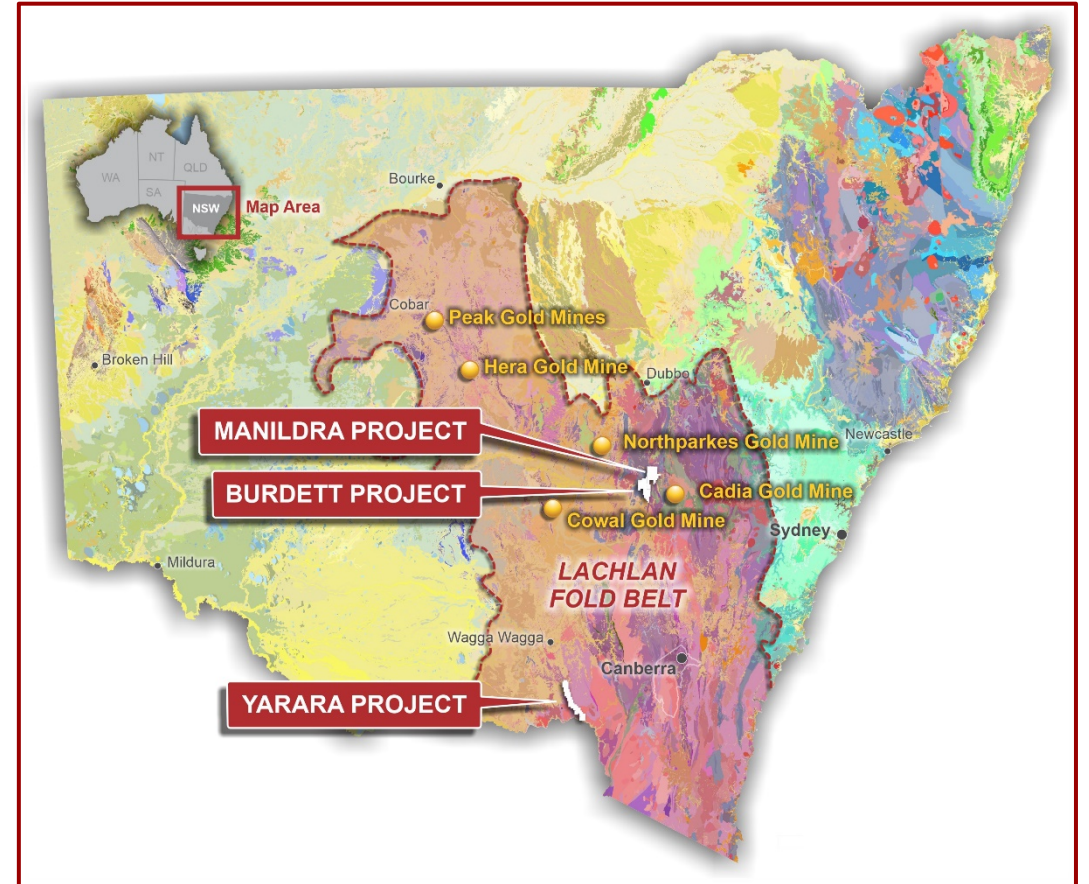 NT
QLD
WA
SA
NSW
Map Area
Bourke
Cobar
Peak Gold Mines
Broken Hill
Hera Gold Mine
Dubbo
MANILDRA PROJECT
Northparkes Gold Mine
Newcastle
BURDETT PROJECT
Cadia Gold Mine
Cowal Gold Mine
Sydney
Mildura
LACHLAN
FOLD BELT
Wagga Wagga
Canberra
YARARA PROJECT